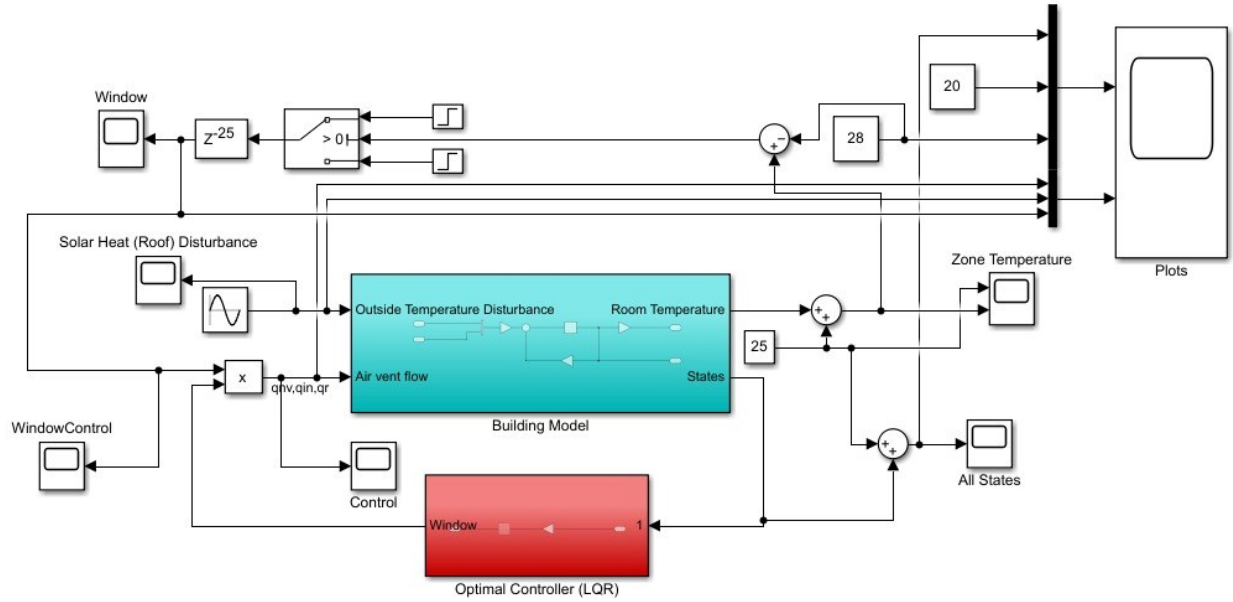 Window
Z-25
> 0
20
28
Solar Heat (Roof) Disturbance
Zone Temperature
Plots
Outside Temperature Disturbance
Room Temperature
25
x
qnv,qin,qr
Air vent flow
States
Building Model
WindowControl
Control
All States
Window
1
Optimal Controller (LQR)